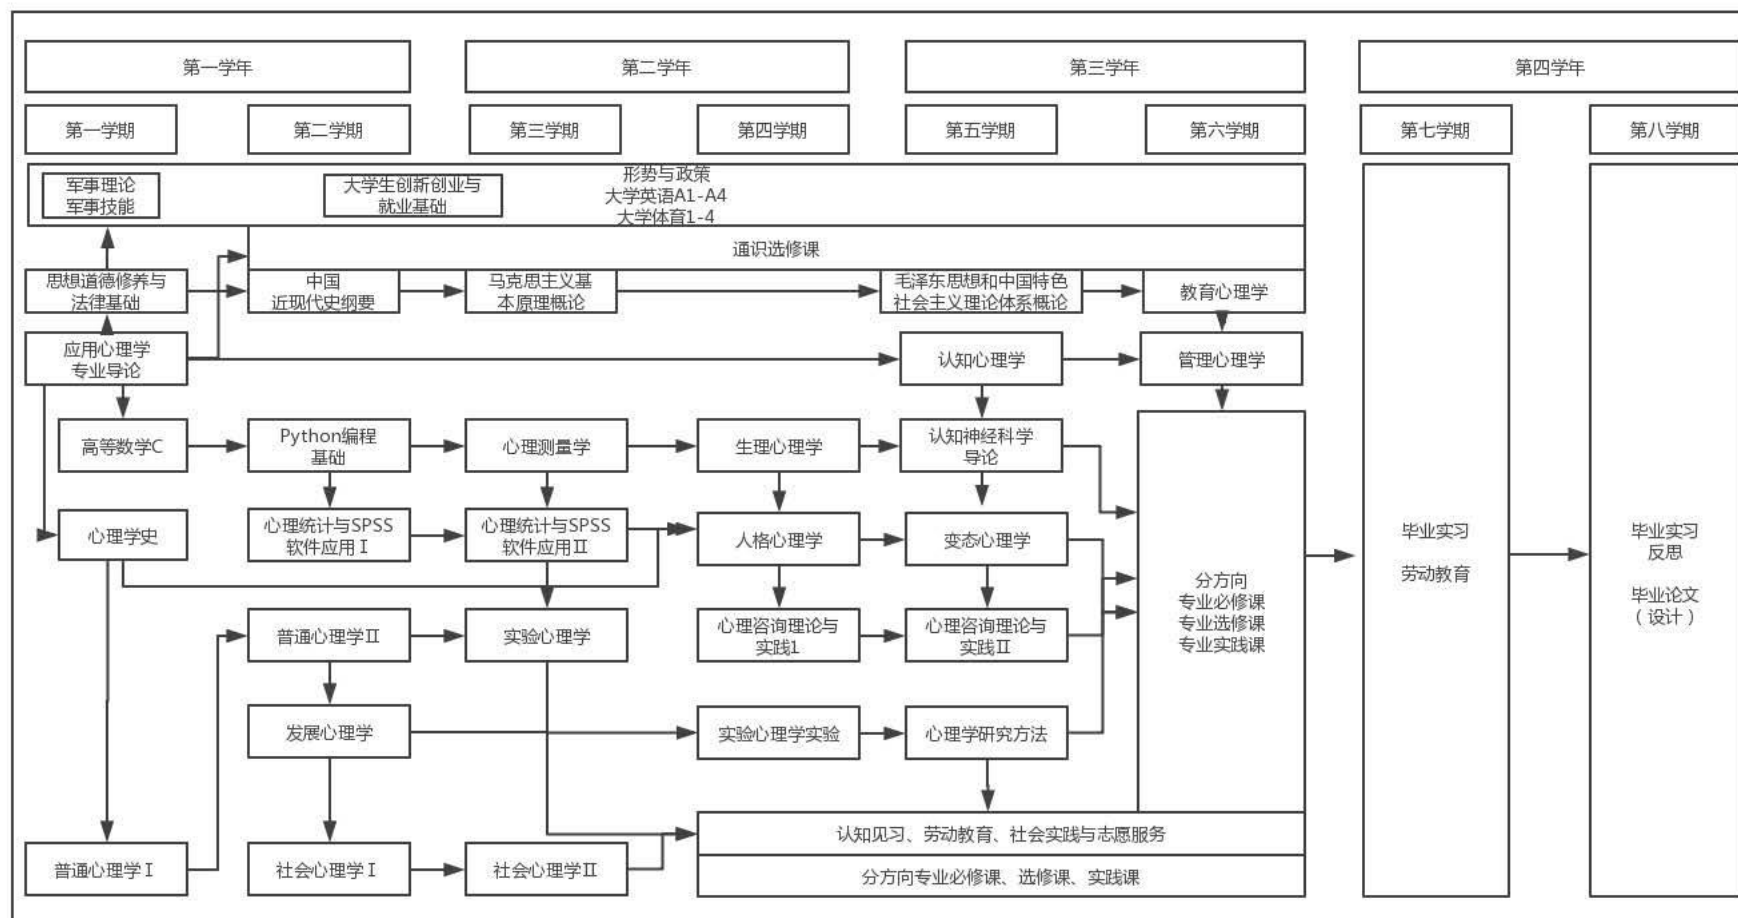 第一学年
第二学年
第三学年
第四学年
第一学期
第二学期
第三学期
第四学期
第五学期
第六学期
第七学期
第八学期
军事理论
军事技能
大学生创新创业与
就业基础
形势与政策
大学英语A1-A4
大学体育1-4
通识选修课
思想道德修养与
法律基础
中国
近现代史纲要
马克思主义基
本原理概论
毛泽东思想和中国特色
社会主义理论体系概论
教育心理学
应用心理学
专业导论
认知心理学
管理心理学
高等数学C
Python编程
基础
心理测量学
生理心理学
认知神经科学
导论
心理学史
心理统计与SPSS
软件应用Ⅰ
心理统计与SPSS
软件应用Ⅱ
人格心理学
变态心理学
普通心理学Ⅱ
实验心理学
心理咨询理论与
实践1
心理咨询理论与
实践Ⅱ
分方向
专业必修课
专业选修课
专业实践课
毕业实习
劳动教育
毕业实习
反思
毕业论文
（设计）
发展心理学
实验心理学实验
心理学研究方法
普通心理学Ⅰ
社会心理学Ⅰ
社会心理学Ⅱ
认知见习、劳动教育、社会实践与志愿服务
分方向专业必修课、选修课、实践课